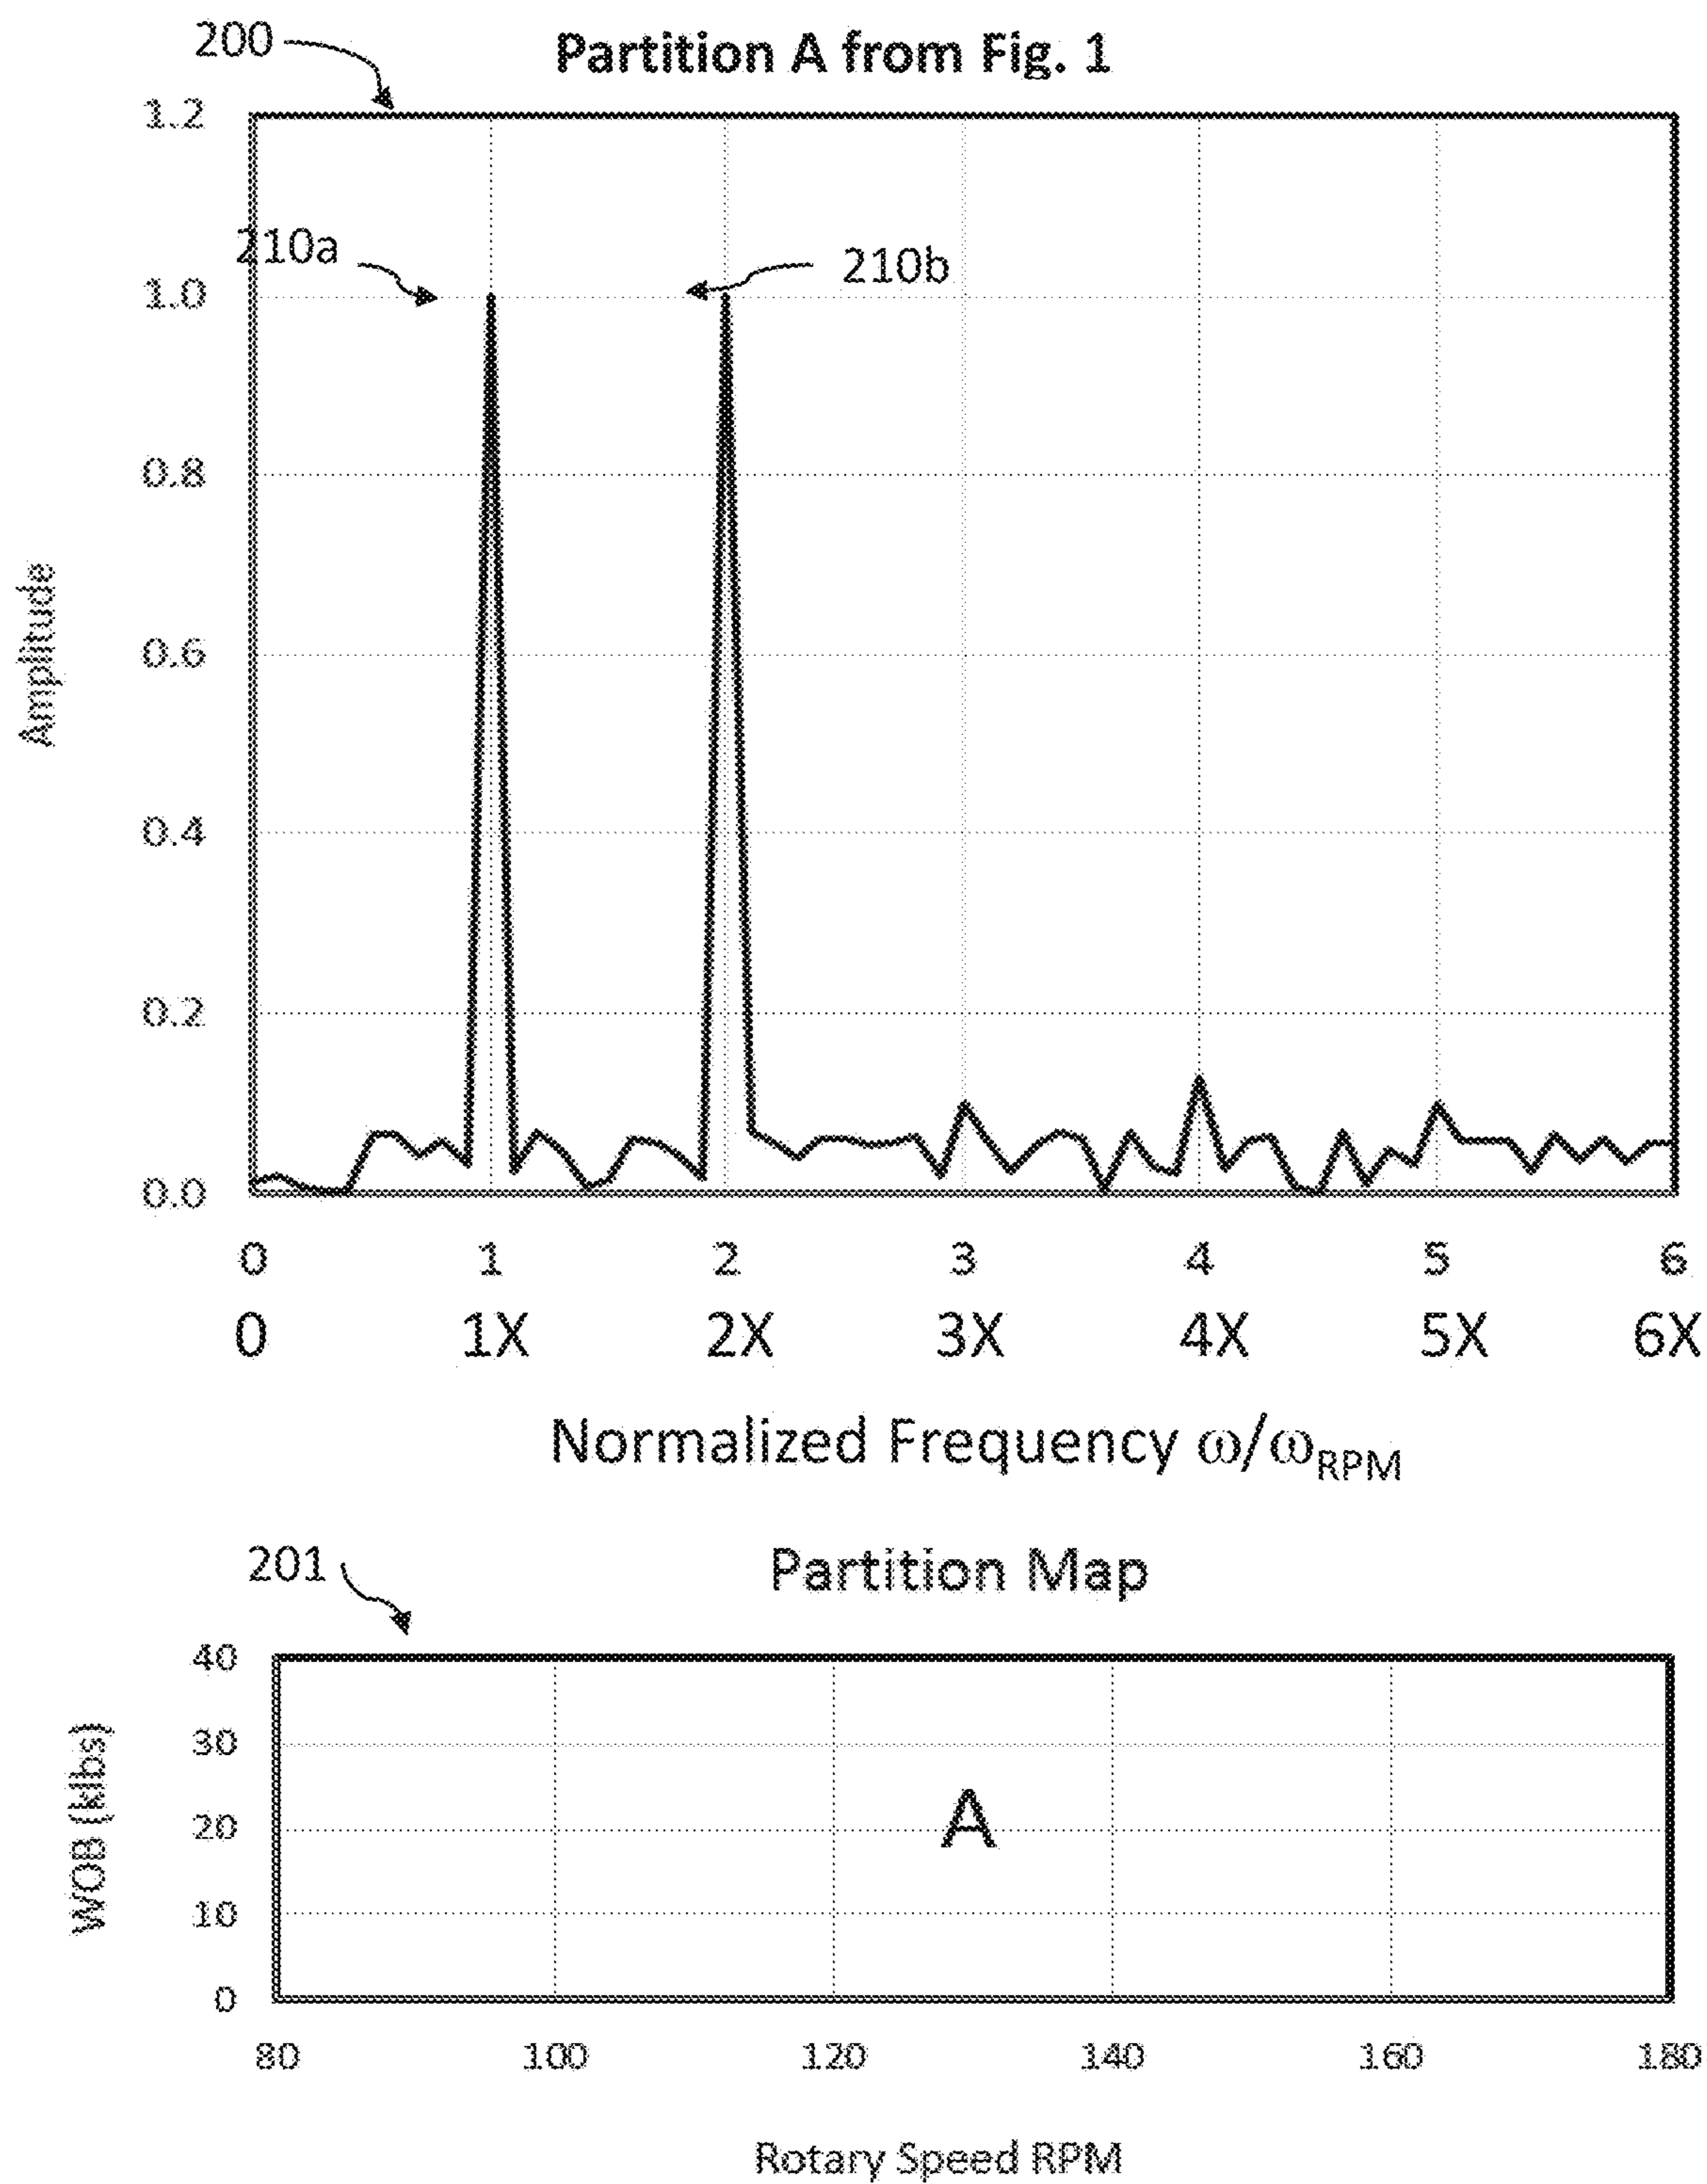 200
Partition A from Fig. 1
1.2
210a
210b
1.0
0.8
0.6
0.4
0.2
0.0
Amplitude
0 1 2 3 4 5 6
0 1X 2X 3X 4X 5X 6X
Normalized Frequency ω/ωRPM
201
Partition Map
40
30
20
10
0
WOB (klbs)
A
80 100 120 140 160 180
Rotary Speed RPM